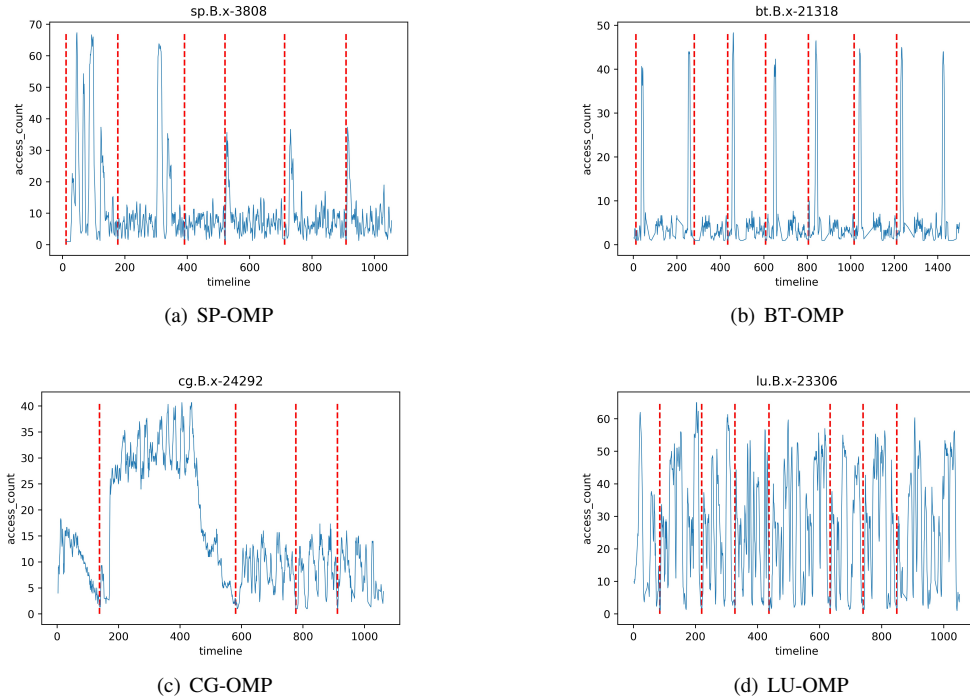 sp.B.x-3808
70
60
50
40
30
20
10
0
access_count
0 200 400 600 800 1000
timeline
(a) SP-OMP
bt.B.x-21318
50
40
30
20
10
0
access_count
0 200 400 600 800 1000 1200 1400
timeline
(b) BT-OMP
cg.B.x-24292
40
35
30
25
20
15
10
5
0
access_count
0 200 400 600 800 1000
timeline
(c) CG-OMP
lu.B.x-23306
60
50
40
30
20
10
0
access_count
0 200 400 600 800 1000
timeline
(d) LU-OMP